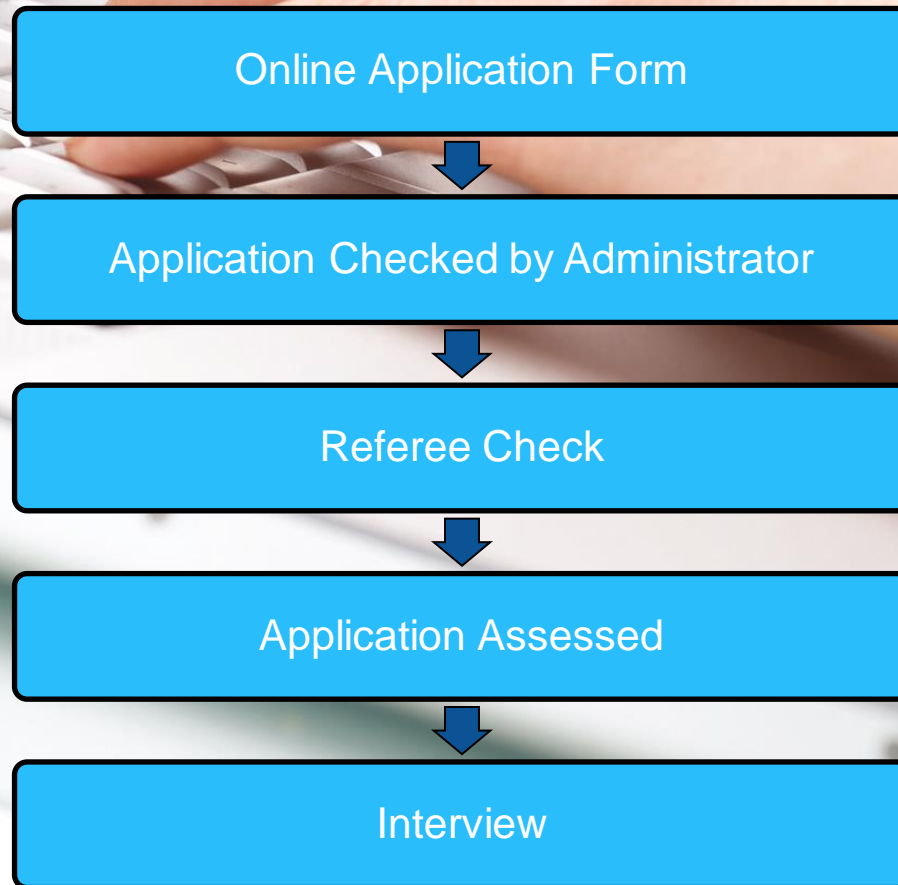 Online Application Form
Application Checked by Administrator
Referee Check
Application Assessed
Interview